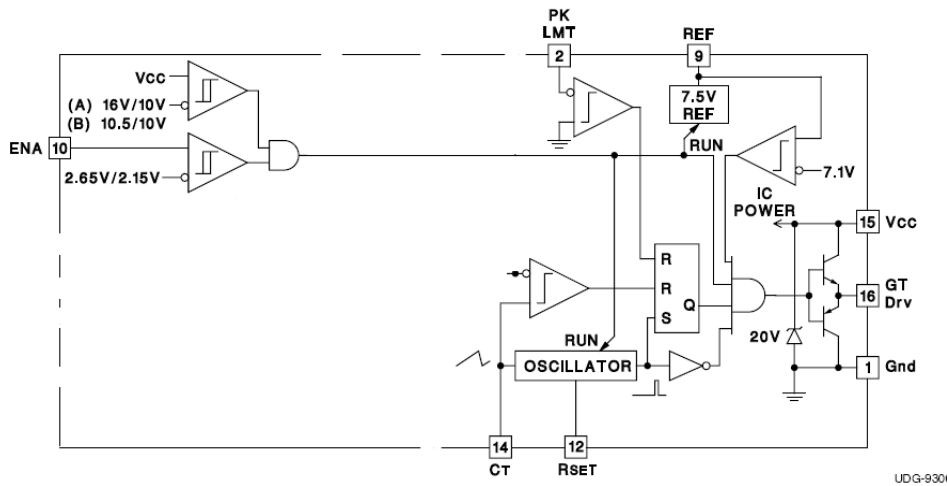 PK
LMT
2
REF
9
VCC
(A) 16V/10V
(B) 10.5/10V
7.5V
REF
ENA 10
RUN
2.65V/2.15V
7.1V
IC
POWER
15 VCC
R
R
Q
S
GT
16
Drv
20V
RUN
OSCILLATOR
1 Gnd
14
12
CT
RSET